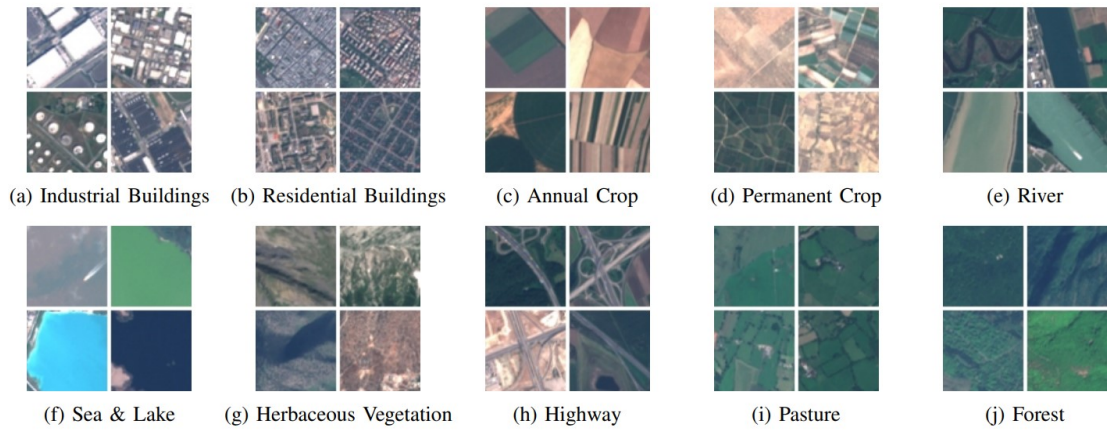 (a) Industrial Buildings
(b) Residential Buildings
(c) Annual Crop
(d) Permanent Crop
(e) River
(f) Sea & Lake
(g) Herbaceous Vegetation
(h) Highway
(i) Pasture
(j) Forest